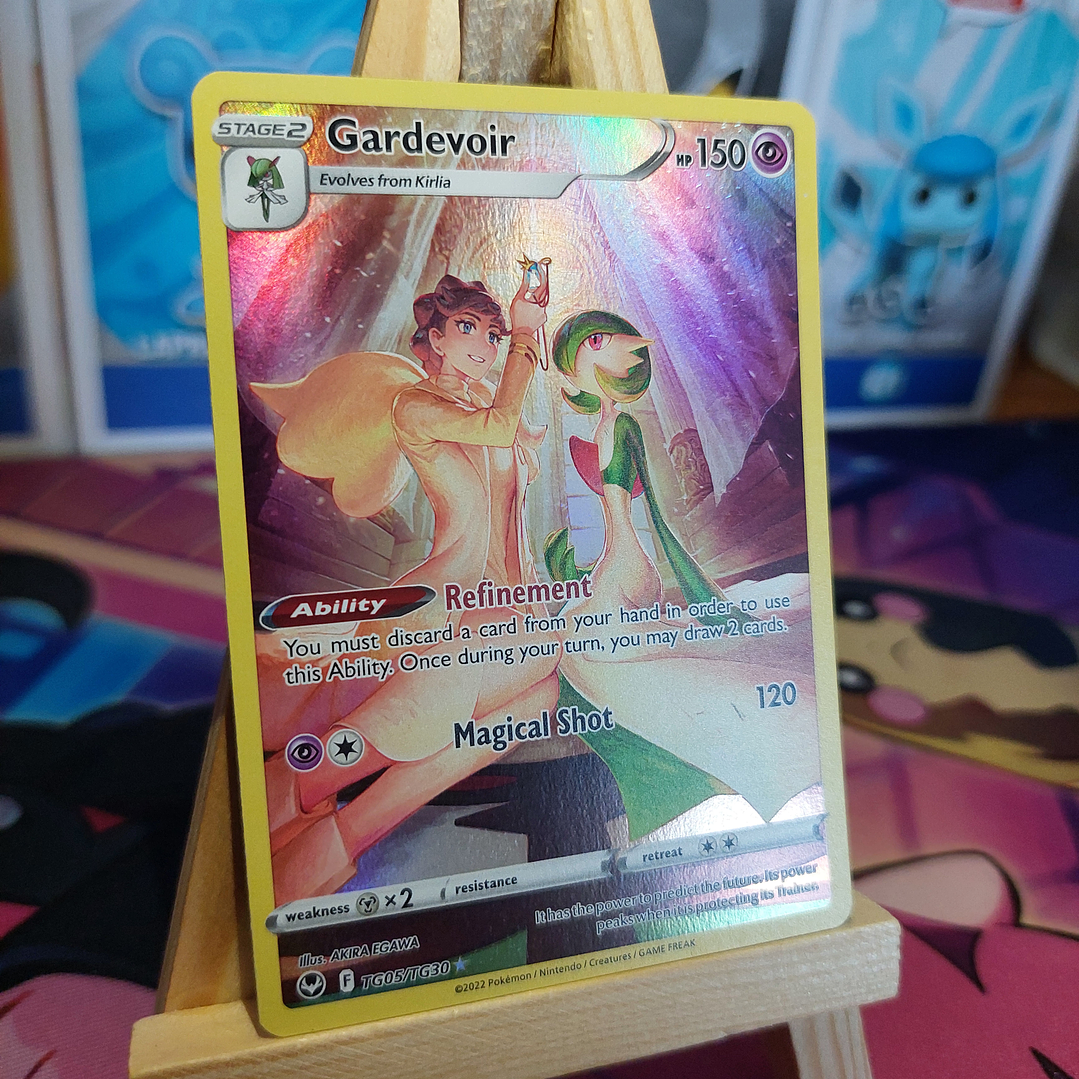 STAGE 2
Gardevoir
HP 150
Evolves from Kirlia
Ability Refinement
You must discard a card from your hand in order to use
this Ability. Once during your turn, you may draw 2 cards.
Magical Shot 120
weakness ×2 resistance retreat
It has the power to predict the future. Its power
peaks when it is protecting its Trainer.
Illus. AKIRA EGAWA
F TG05/TG30
©2022 Pokémon / Nintendo / Creatures / GAME FREAK